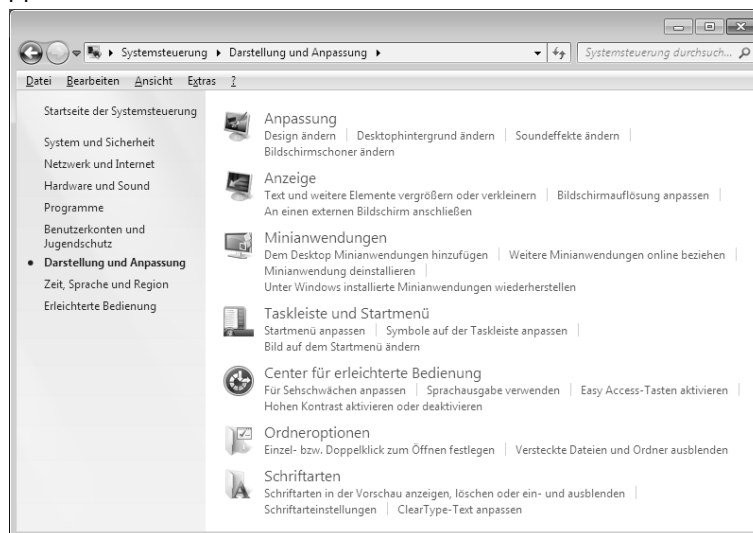 Systemsteuerung ▸ Darstellung und Anpassung ▸
Systemsteuerung durchsuch...
Datei Bearbeiten Ansicht Extras ?
Startseite der Systemsteuerung
System und Sicherheit
Netzwerk und Internet
Hardware und Sound
Programme
Benutzerkonten und
Jugendschutz
• Darstellung und Anpassung
Zeit, Sprache und Region
Erleichterte Bedienung
Anpassung
Design ändern | Desktophintergrund ändern | Soundeffekte ändern |
Bildschirmschoner ändern
Anzeige
Text und weitere Elemente vergrößern oder verkleinern | Bildschirmauflösung anpassen |
An einen externen Bildschirm anschließen
Minianwendungen
Dem Desktop Minianwendungen hinzufügen | Weitere Minianwendungen online beziehen |
Minianwendung deinstallieren |
Unter Windows installierte Minianwendungen wiederherstellen
Taskleiste und Startmenü
Startmenü anpassen | Symbole auf der Taskleiste anpassen |
Bild auf dem Startmenü ändern
Center für erleichterte Bedienung
Für Sehschwächen anpassen | Sprachausgabe verwenden | Easy Access-Tasten aktivieren |
Hohen Kontrast aktivieren oder deaktivieren
Ordneroptionen
Einzel- bzw. Doppelklick zum Öffnen festlegen | Versteckte Dateien und Ordner ausblenden
Schriftarten
Schriftarten in der Vorschau anzeigen, löschen oder ein- und ausblenden |
Schriftarteinstellungen | ClearType-Text anpassen